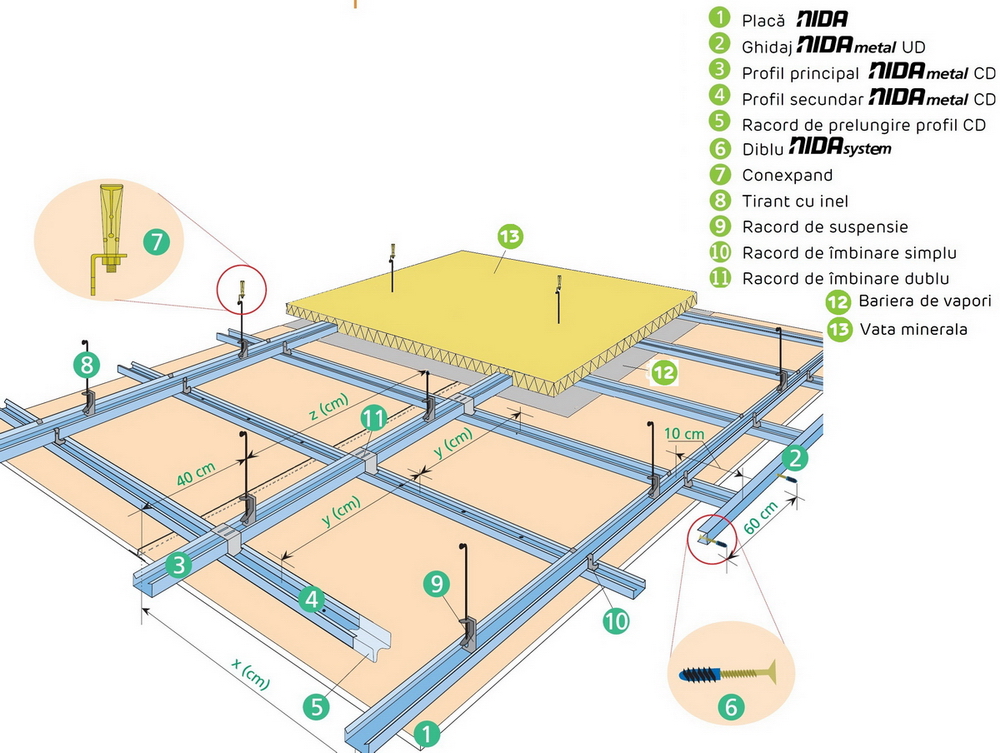 1 Placă NIDA
2 Ghidaj NIDA metal UD
3 Profil principal NIDA metal CD
4 Profil secundar NIDA metal CD
5 Racord de prelungire profil CD
6 Diblu NIDA system
7 Conexpand
8 Tirant cu inel
9 Racord de suspensie
10 Racord de îmbinare simplu
11 Racord de îmbinare dublu
12 Bariera de vapori
13 Vata minerala
7
13
8
12
z (cm)
11
y (cm)
10 cm
2
40 cm
y (cm)
60 cm
3
4
9
10
x (cm)
5
6
1